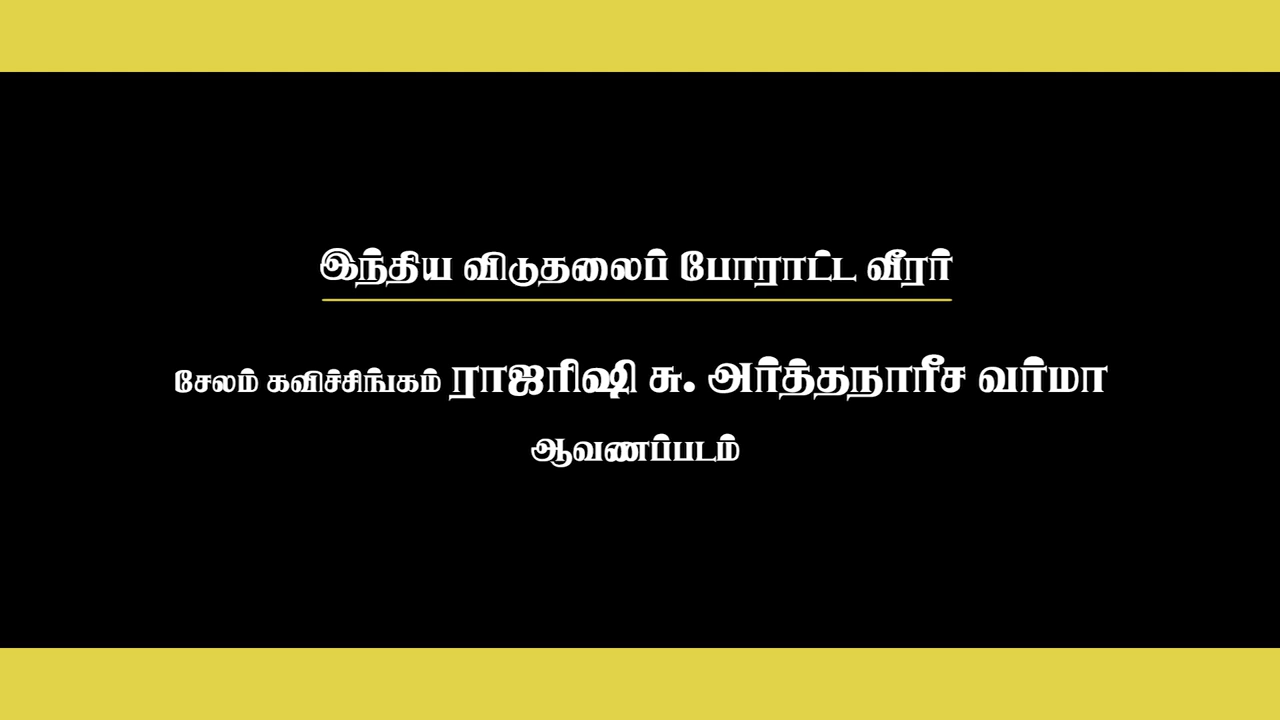 இந்திய விடுதலைப் போராட்ட வீரர்
சேலம் கவிச்சிங்கம் ராஜரிஷி சு. அர்த்தநாரீச வர்மா
ஆவணப்படம்